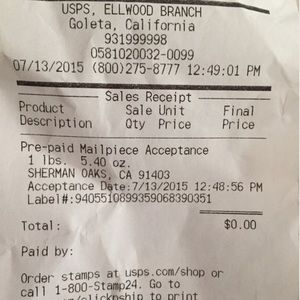 USPS, ELLWOOD BRANCH
Goleta, California
931999998
0581020032-0099
07/13/2015 (800)275-8777 12:49:01 PM
Sales Receipt
Product Sale Unit Final
Description Qty Price Price
Pre-paid Mailpiece Acceptance
1 lbs. 5.40 oz.
SHERMAN OAKS, CA 91403
Acceptance Date:7/13/2015 12:48:56 PM
Label#:9405510899359068390351
Total: $0.00
Paid by:
Order stamps at usps.com/shop or
call 1-800-Stamp24. Go to
to print